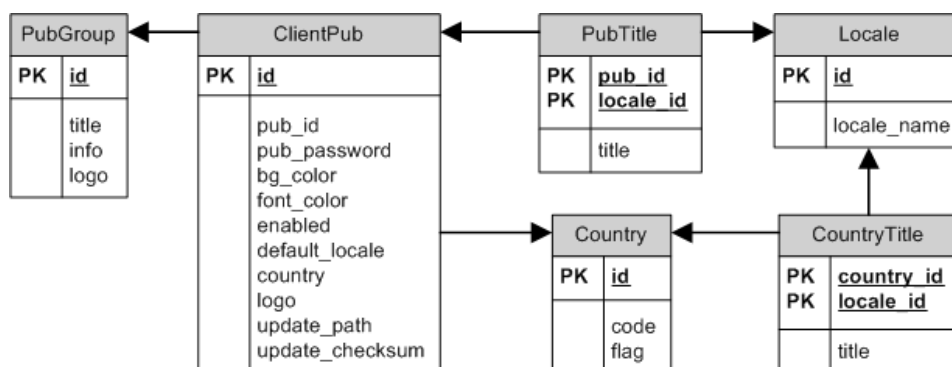 PubGroup
PK id
title
info
logo
ClientPub
PK id
pub_id
pub_password
bg_color
font_color
enabled
default_locale
country
logo
update_path
update_checksum
PubTitle
PK pub_id
PK locale_id
title
Locale
PK id
locale_name
Country
PK id
code
flag
CountryTitle
PK country_id
PK locale_id
title